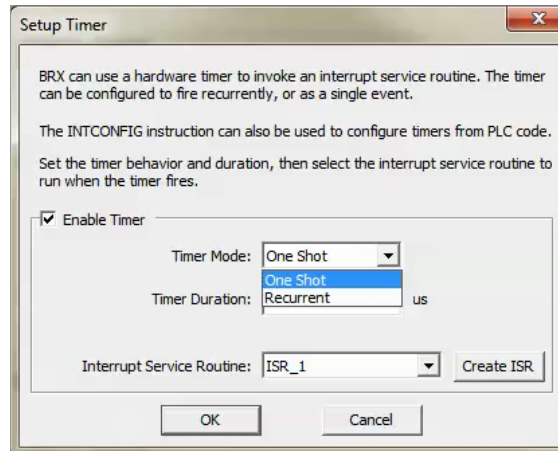 Setup Timer
BRX can use a hardware timer to invoke an interrupt service routine. The timer
can be configured to fire recurrently, or as a single event.
The INTCONFIG instruction can also be used to configure timers from PLC code.
Set the timer behavior and duration, then select the interrupt service routine to
run when the timer fires.
Enable Timer
Timer Mode: One Shot
One Shot
Timer Duration: Recurrent us
Interrupt Service Routine: ISR_1 Create ISR
OK Cancel